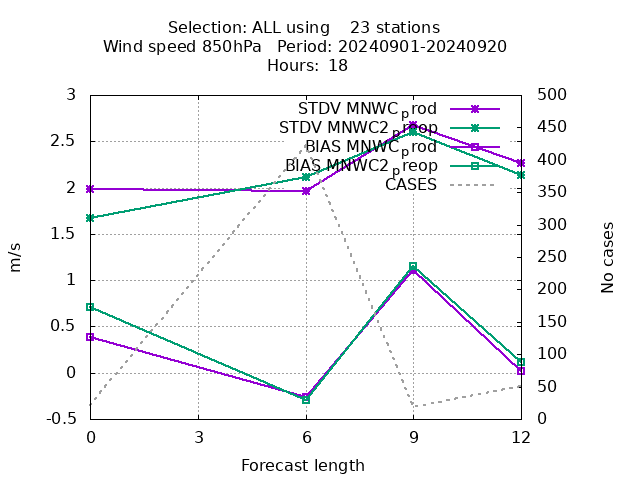 Selection: ALL using    23 stations
Wind speed 850hPa   Period: 20240901-20240920
Hours:  18
STDV MNWC_prod
STDV MNWC2_preop
BIAS MNWC_prod
BIAS MNWC2_preop
CASES
3
2.5
2
1.5
1
0.5
0
-0.5
500
450
400
350
300
250
200
150
100
50
0
m/s
No cases
0 3 6 9 12
Forecast length